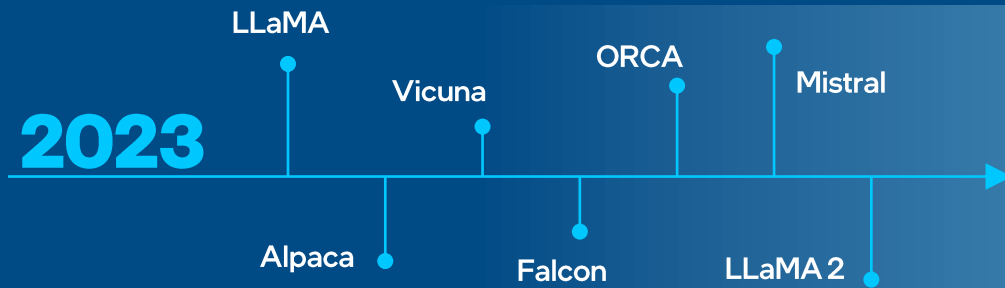 2023
LLaMA
Alpaca
Vicuna
Falcon
ORCA
Mistral
LLaMA 2